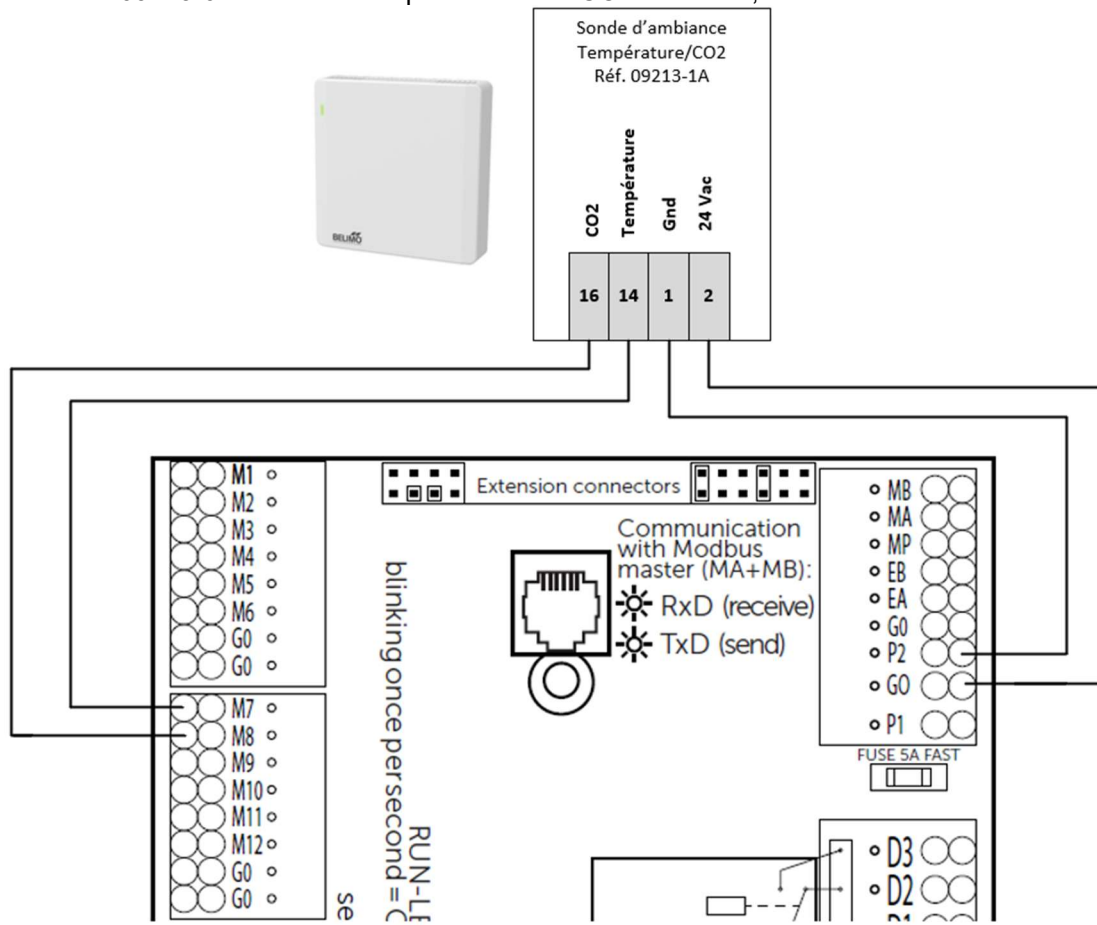 Sonde d'ambiance
Température/CO2
Réf. 09213-1A
CO2
Température
Gnd
24 Vac
16
14
1
2
BELIMO
M1
M2
M3
M4
M5
M6
G0
G0
M7
M8
M9
M10
M11
M12
G0
G0
Extension connectors
Communication
with Modbus
master (MA+MB):
RxD (receive)
TxD (send)
blinking once per second =
RUN-LE
se
MB
MA
MP
EB
EA
G0
P2
GO
P1
FUSE 5A FAST
D3
D2